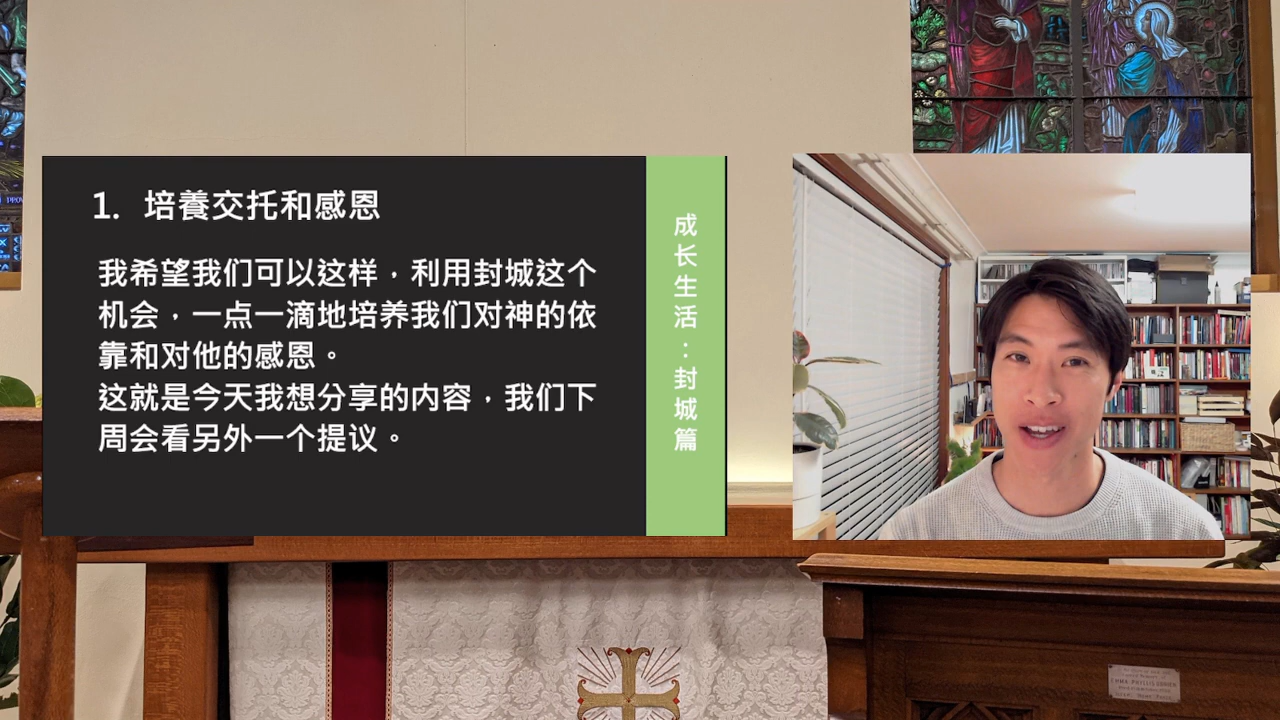 1. 培養交托和感恩
我希望我们可以这样，利用封城这个
机会，一点一滴地培养我们对神的依
靠和对他的感恩。
这就是今天我想分享的内容，我们下
周会看另外一个提议。
成长生活：封城篇